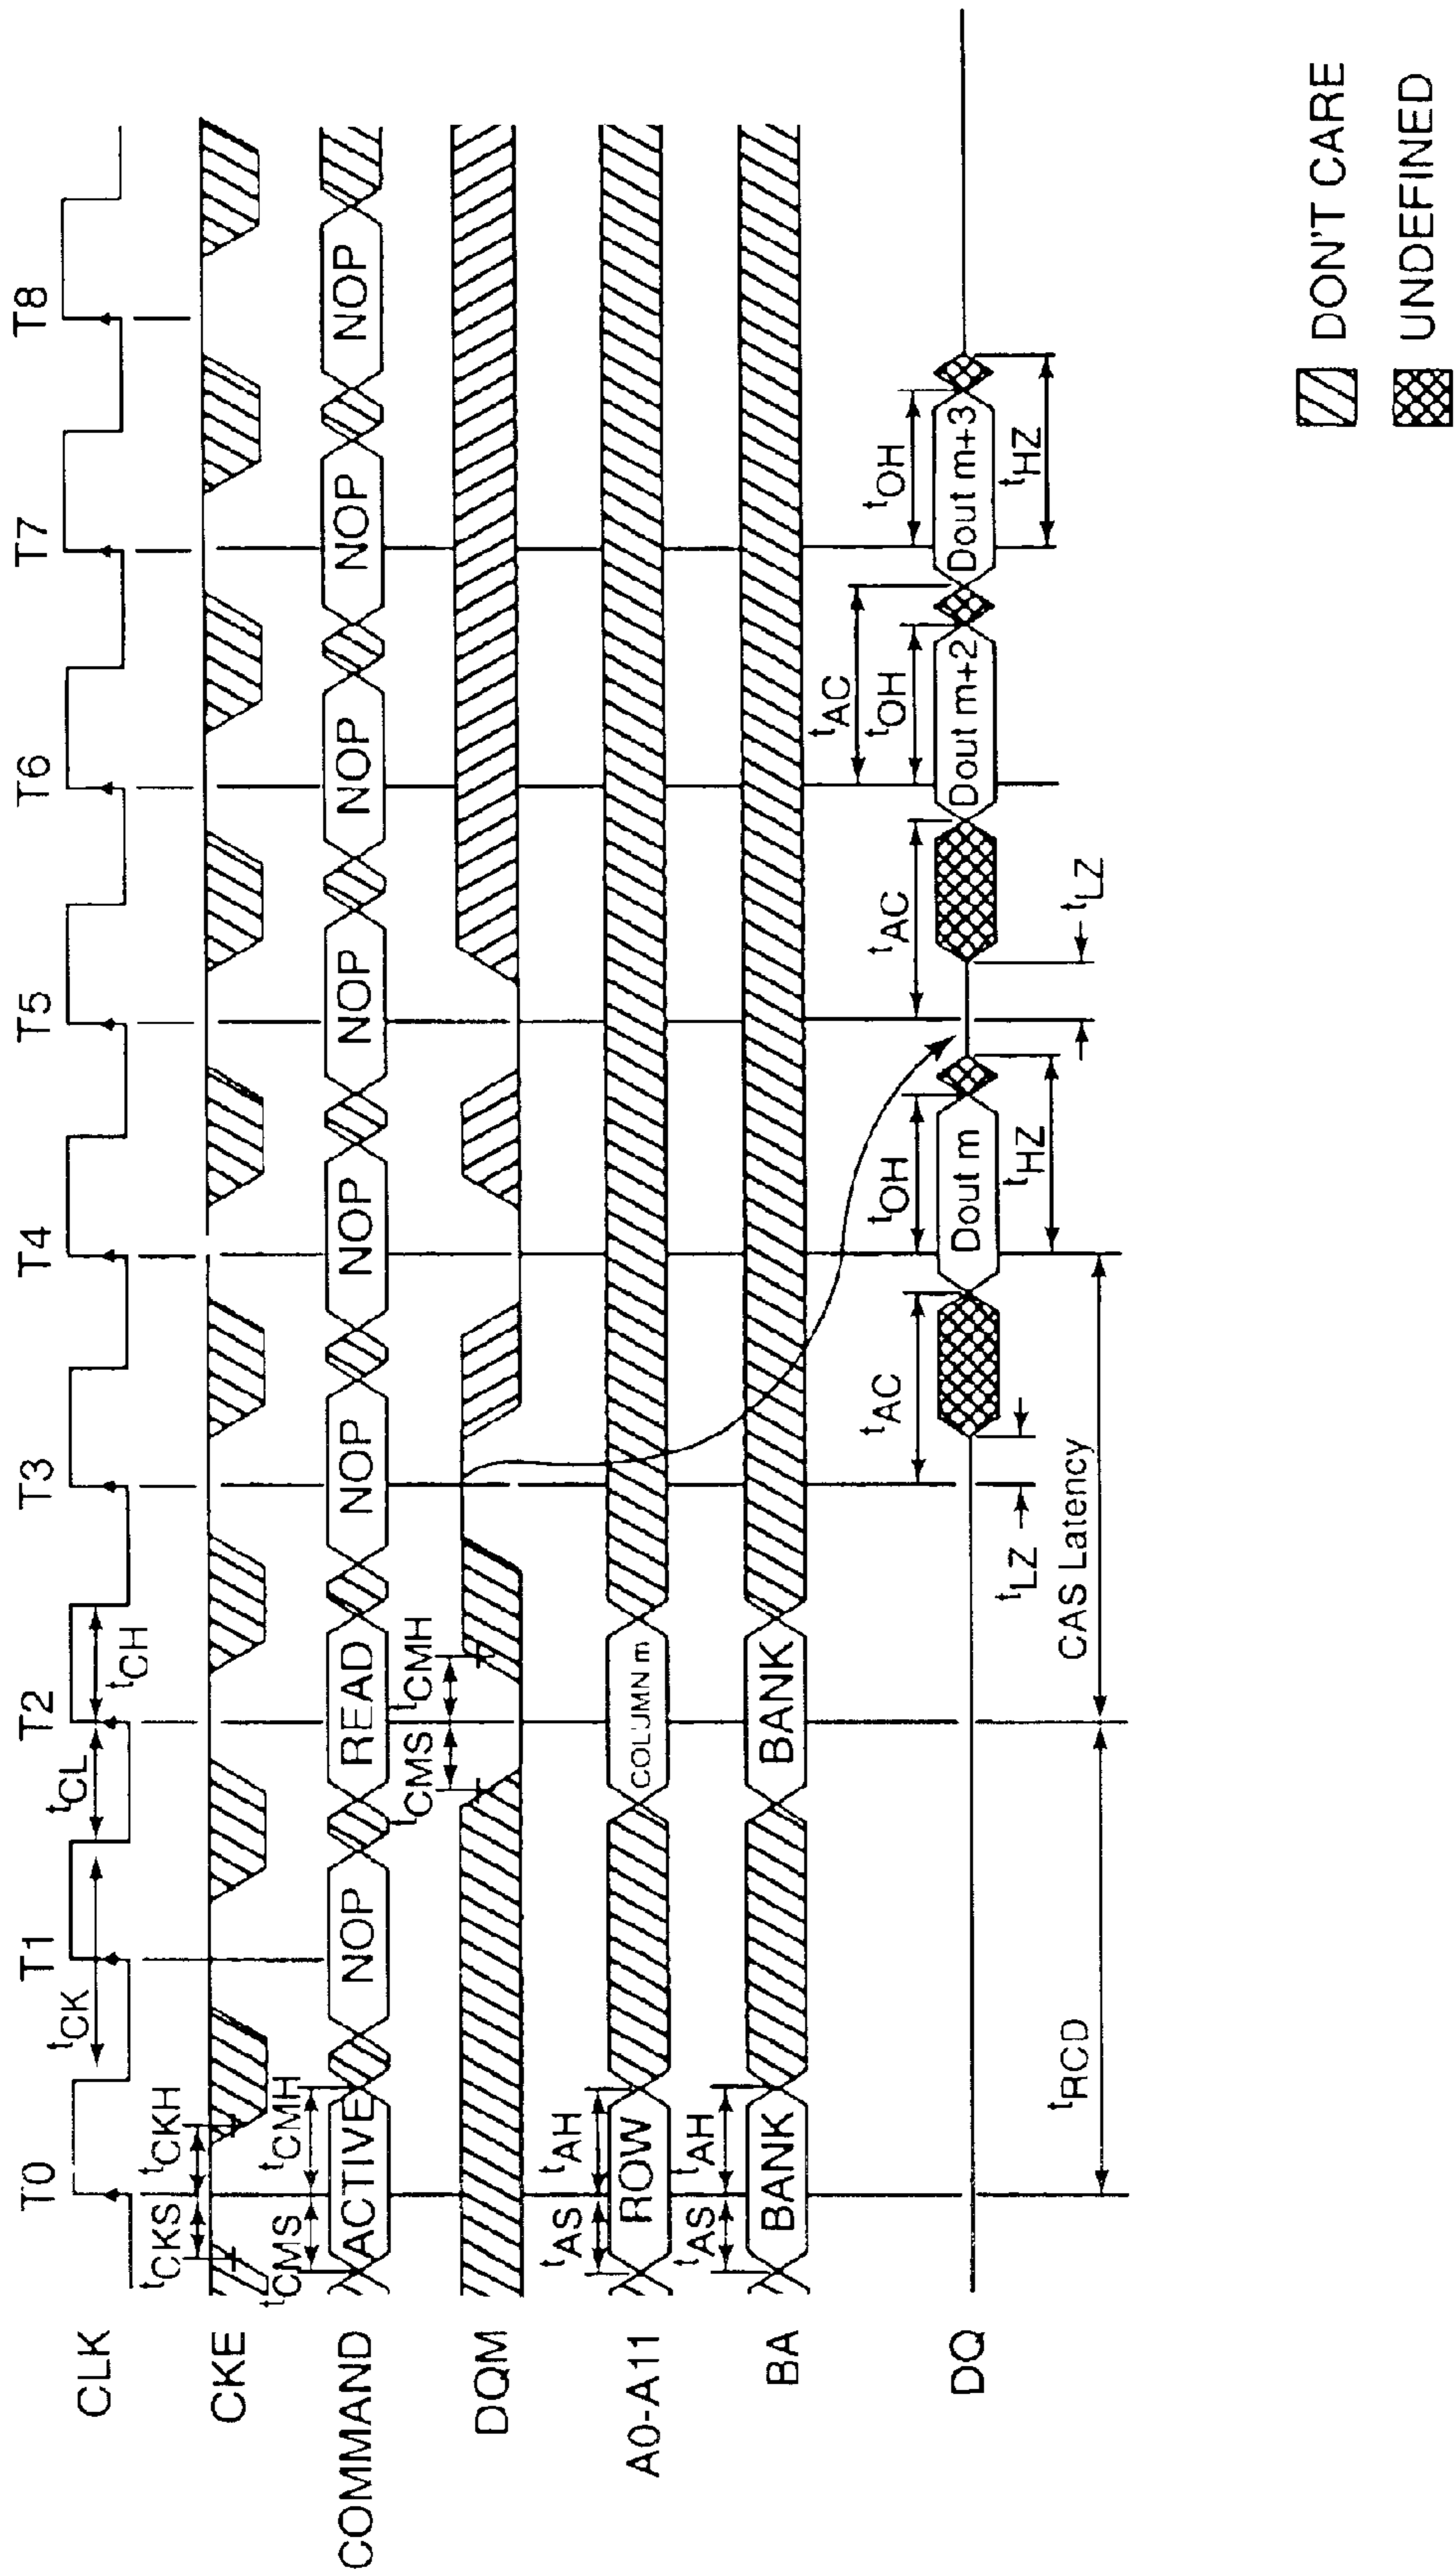 T0 T1 T2 T3 T4 T5 T6 T7 T8
CLK
tCK tCL tCH
CKE
tCKS tCKH
COMMAND
tCMS tCMH
ACTIVE NOP READ NOP NOP NOP NOP NOP NOP
DQM
tCMS tCMH
A0-A11
tAS tAH
ROW COLUMN m
BA
tAS tAH
BANK BANK
DQ
tAC tOH tAC tAC tOH tOH
Dout m Dout m+2 Dout m+3
tLZ tHZ tLZ tHZ
tRCD CAS Latency
DON'T CARE
UNDEFINED